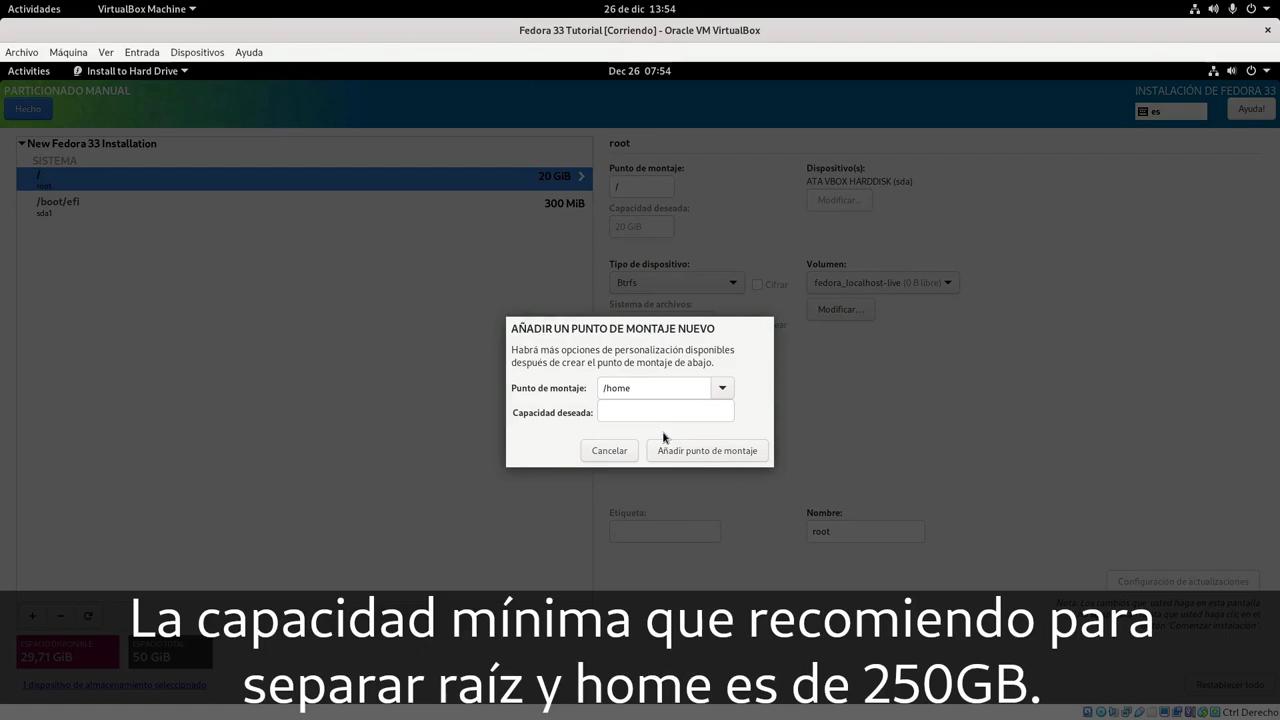 Actividades
VirtualBox Machine
26 de dic 13:54
Fedora 33 Tutorial [Corriendo] - Oracle VM VirtualBox
Archivo Máquina Ver Entrada Dispositivos Ayuda
Activities
Install to Hard Drive
Dec 26 07:54
PARTICIONADO MANUAL
INSTALACIÓN DE FEDORA 33
Hecho
es
Ayuda!
New Fedora 33 Installation
SISTEMA
/
root
20 GiB
/boot/efi
sda1
300 MiB
root
Punto de montaje:
/
Capacidad deseada:
20 GiB
Dispositivo(s):
ATA VBOX HARDDISK (sda)
Modificar...
Tipo de dispositivo:
Btrfs
Cifrar
Volumen:
fedora_localhost-live (0 B libre)
Sistema de archivos:
Modificar...
AÑADIR UN PUNTO DE MONTAJE NUEVO
Habrá más opciones de personalización disponibles
después de crear el punto de montaje de abajo.
Punto de montaje: /home
Capacidad deseada:
Cancelar
Añadir punto de montaje
Etiqueta:
Nombre:
root
Configuración de actualizaciones
La capacidad mínima que recomiendo para
separar raíz y home es de 250GB.
ESPACIO DISPONIBLE
29,71 GiB
ESPACIO TOTAL
50 GiB
1 dispositivo de almacenamiento seleccionado
Restablecer todo
Ctrl Derecho